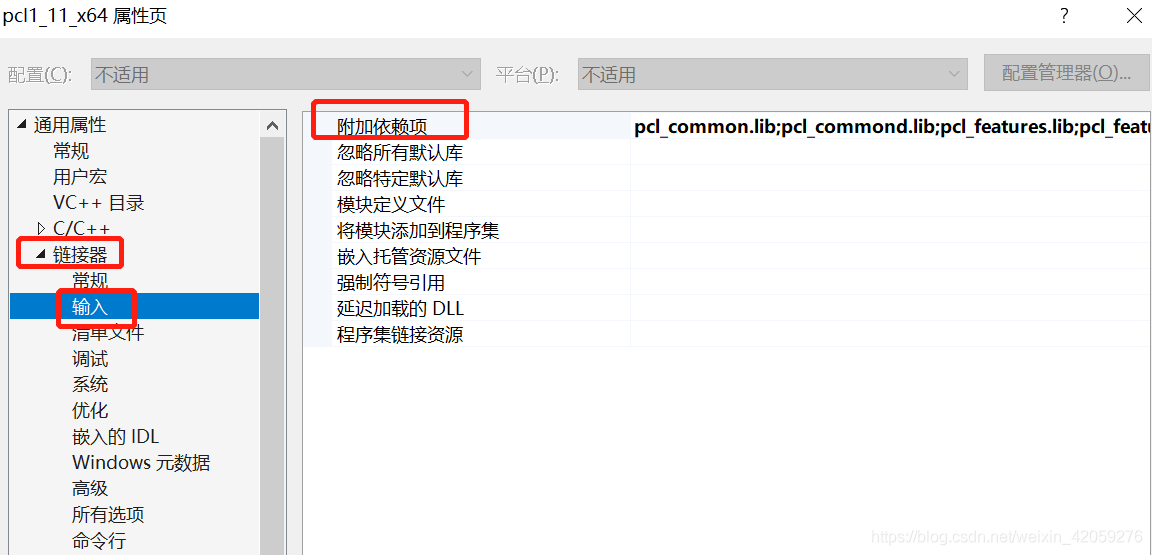 pcl1_11_x64 属性页
配置(C):
不适用
平台(P):
不适用
配置管理器(O)...
通用属性
常规
用户宏
VC++ 目录
C/C++
链接器
常规
输入
清单文件
调试
系统
优化
嵌入的 IDL
Windows 元数据
高级
所有选项
命令行
附加依赖项
pcl_common.lib;pcl_commond.lib;pcl_features.lib;pcl_featu
忽略所有默认库
忽略特定默认库
模块定义文件
将模块添加到程序集
嵌入托管资源文件
强制符号引用
延迟加载的 DLL
程序集链接资源
https://blog.csdn.net/weixin_42059276